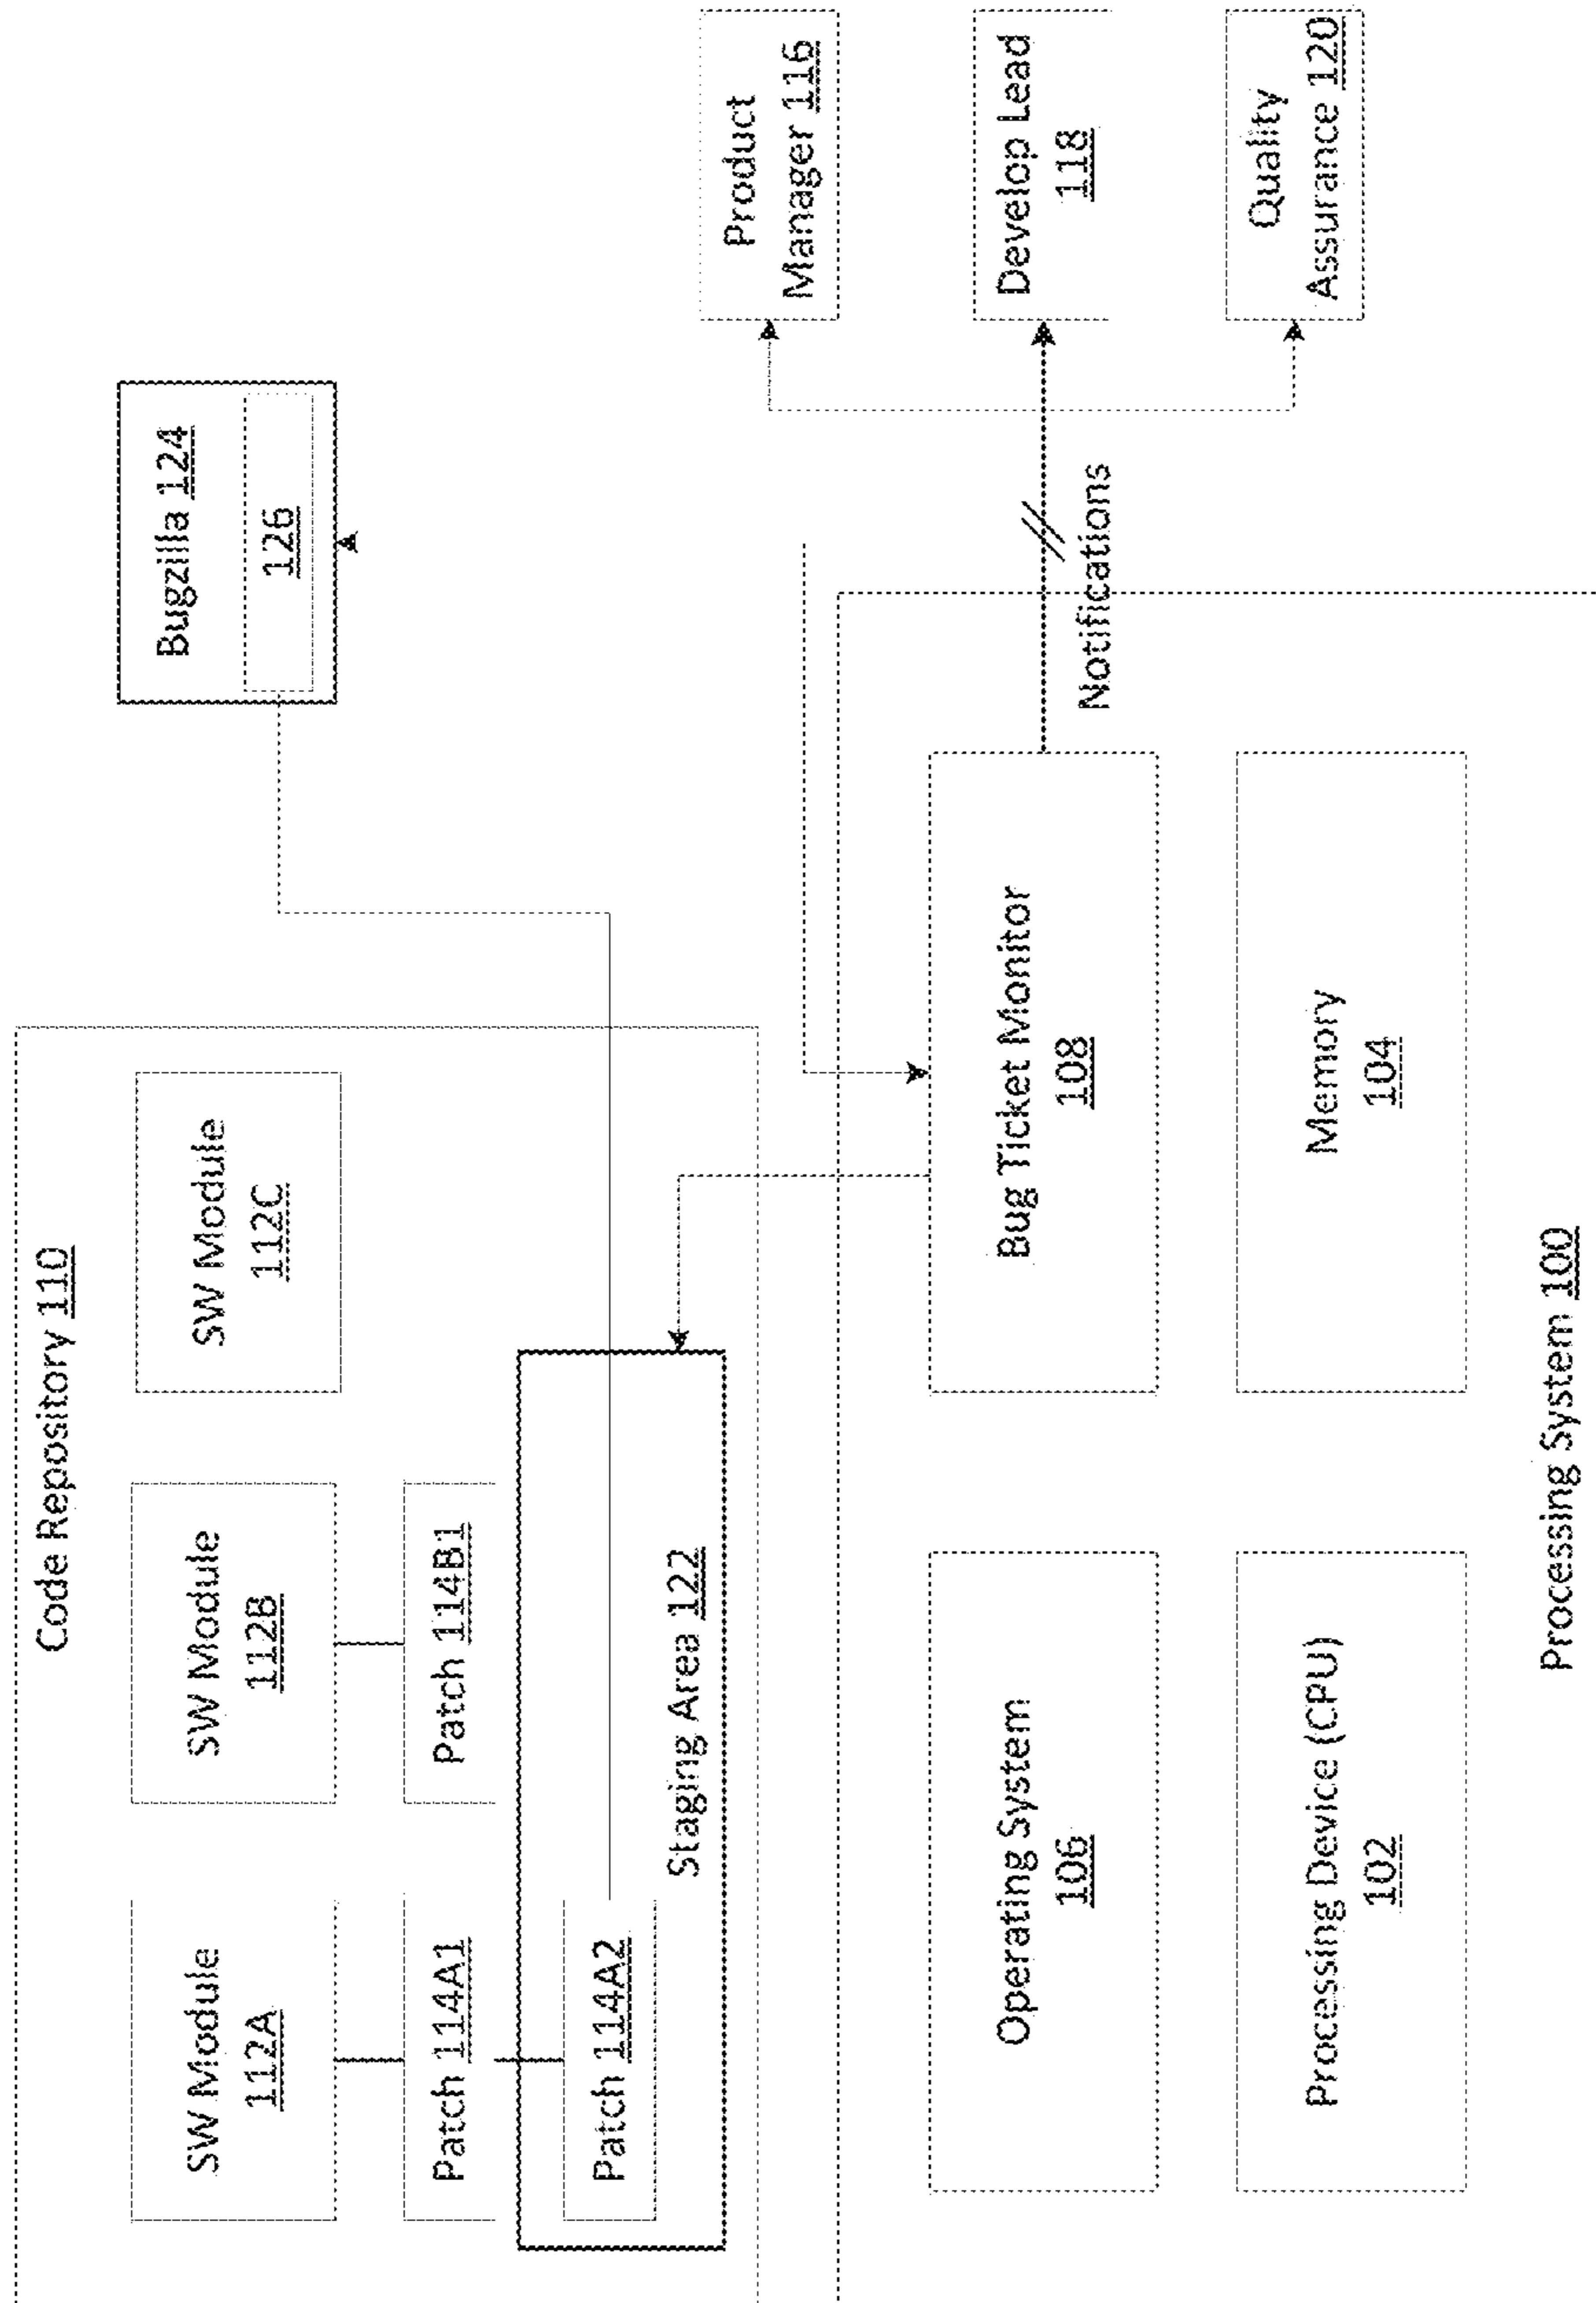 Code Repository 110
SW Module
112A
SW Module
112B
SW Module
112C
Patch 114A1
Patch 114B1
Patch 114A2
Staging Area 122
Bugzilla 124
126
Operating System
106
Bug Ticket Monitor
108
Processing Device (CPU)
102
Memory
104
Processing System 100
Notifications
Product
Manager 116
Develop Lead
118
Quality
Assurance 120